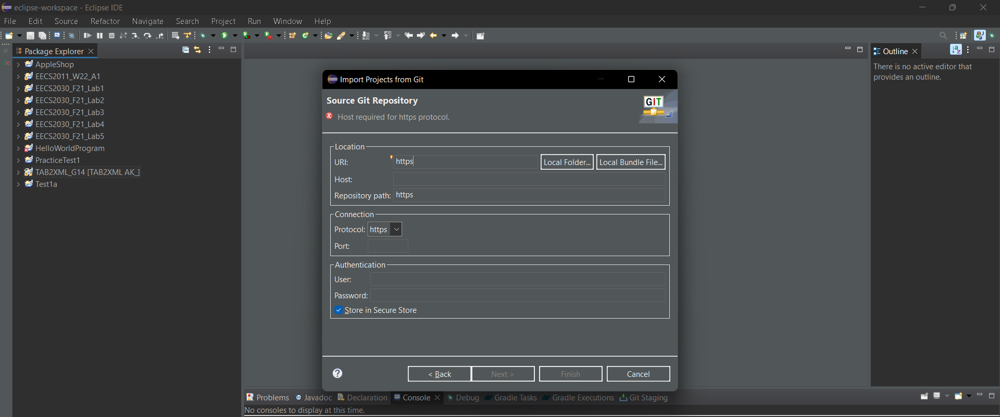 eclipse-workspace - Eclipse IDE
File Edit Source Refactor Navigate Search Project Run Window Help
Package Explorer
AppleShop
EECS2011_W22_A1
EECS2030_F21_Lab1
EECS2030_F21_Lab2
EECS2030_F21_Lab3
EECS2030_F21_Lab4
EECS2030_F21_Lab5
HelloWorldProgram
PracticeTest1
TAB2XML_G14 [TAB2XML AK_]
Test1a
Import Projects from Git
Source Git Repository
GIT
Host required for https protocol.
Location
URI: https Local Folder... Local Bundle File...
Host:
Repository path: https
Connection
Protocol: https
Port:
Authentication
User:
Password:
Store in Secure Store
< Back Next > Finish Cancel
Outline
There is no active editor that
provides an outline.
Problems Javadoc Declaration Console Debug Gradle Tasks Gradle Executions Git Staging
No consoles to display at this time.